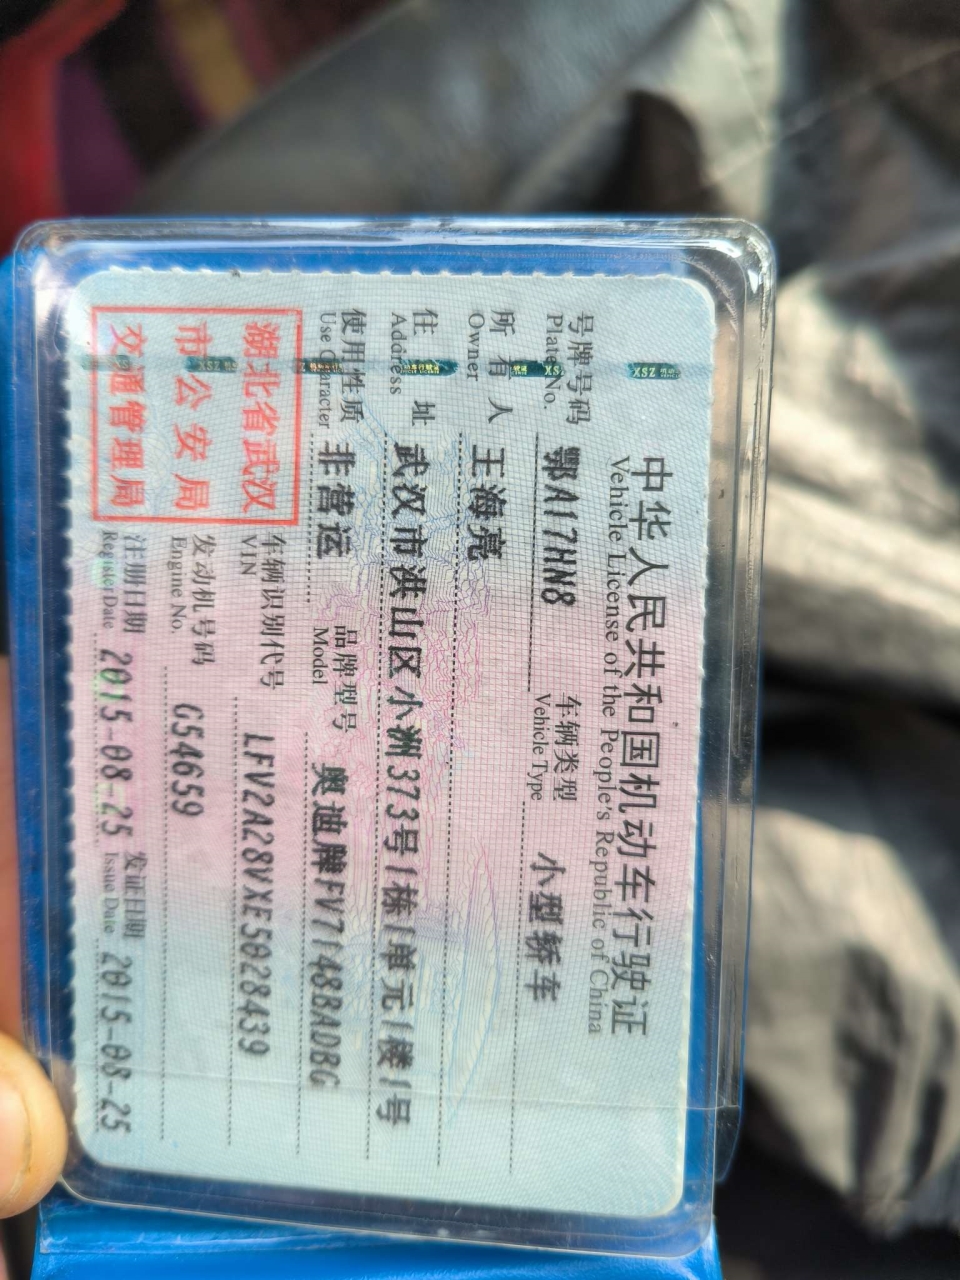 中华人民共和国机动车行驶证
Vehicle License of the People's Republic of China
号牌号码 鄂A17HN8 车辆类型 小型轿车
Plate No. Vehicle Type
所有人 王海亮
Owner
住址 武汉市洪山区小洲373号1栋1单元1楼1号
Address
使用性质 非营运 品牌型号 奥迪牌FV7148BADBG
Use Character Model
湖北省武汉
市公安局
交通管理局
车辆识别代号 LFV2A28VXE5028439
VIN
发动机号码 G54659
Engine No.
注册日期 2015-08-25 发证日期 2015-08-25
Register Date Issue Date